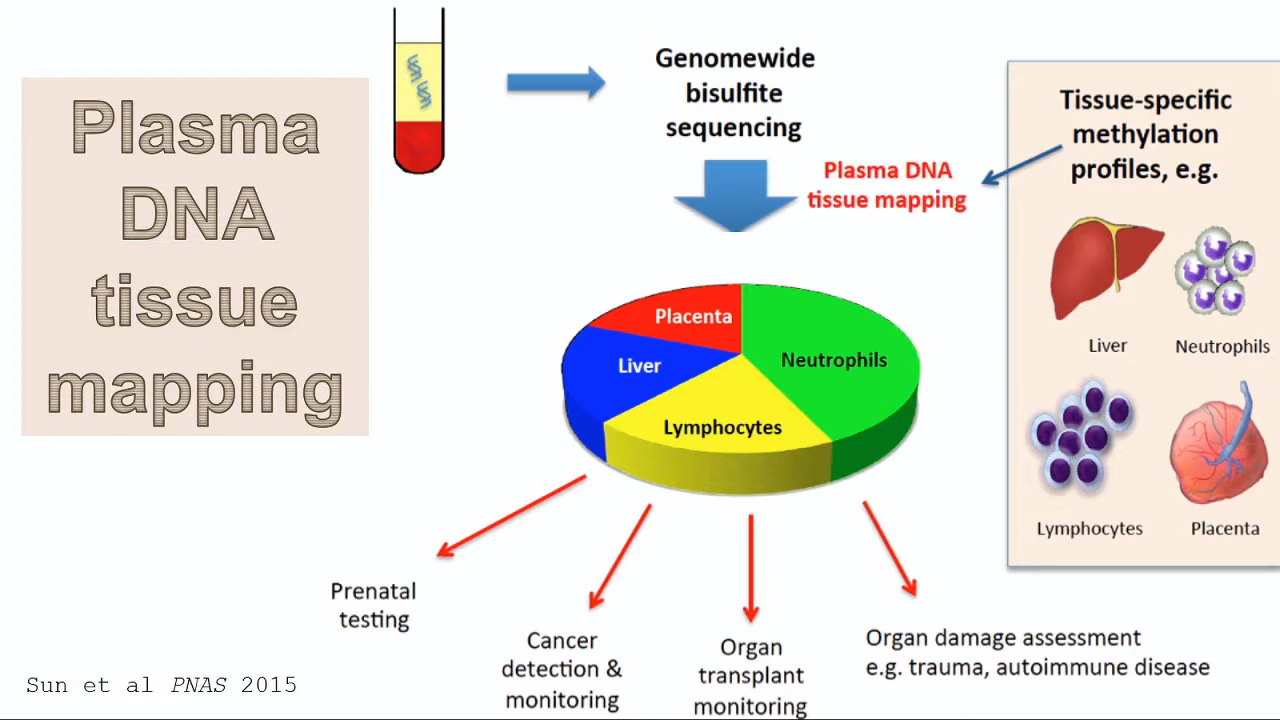 Plasma
DNA
tissue
mapping
Genomewide
bisulfite
sequencing
Plasma DNA
tissue mapping
Tissue-specific
methylation
profiles, e.g.
Liver
Neutrophils
Lymphocytes
Placenta
Placenta
Liver
Neutrophils
Lymphocytes
Prenatal
testing
Cancer
detection &
monitoring
Organ
transplant
monitoring
Organ damage assessment
e.g. trauma, autoimmune disease
Sun et al PNAS 2015